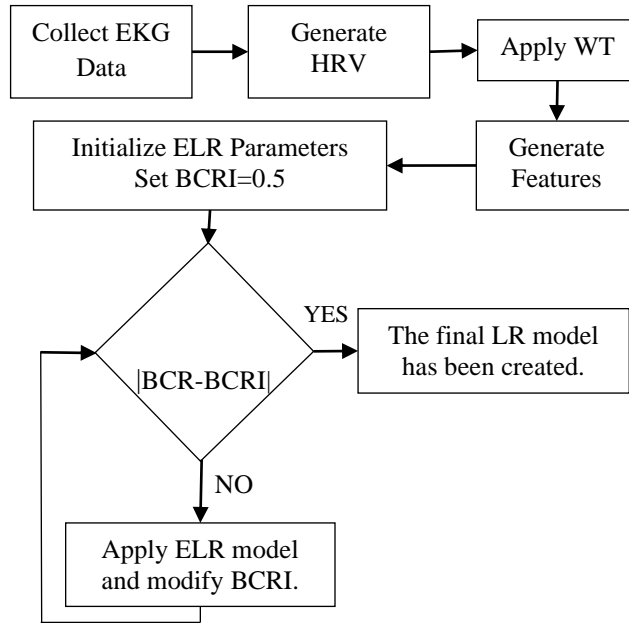 Collect EKG
Data
Generate
HRV
Apply WT
Generate
Features
Initialize ELR Parameters
Set BCRI=0.5
|BCR-BCRI|
YES
The final LR model
has been created.
NO
Apply ELR model
and modify BCRI.